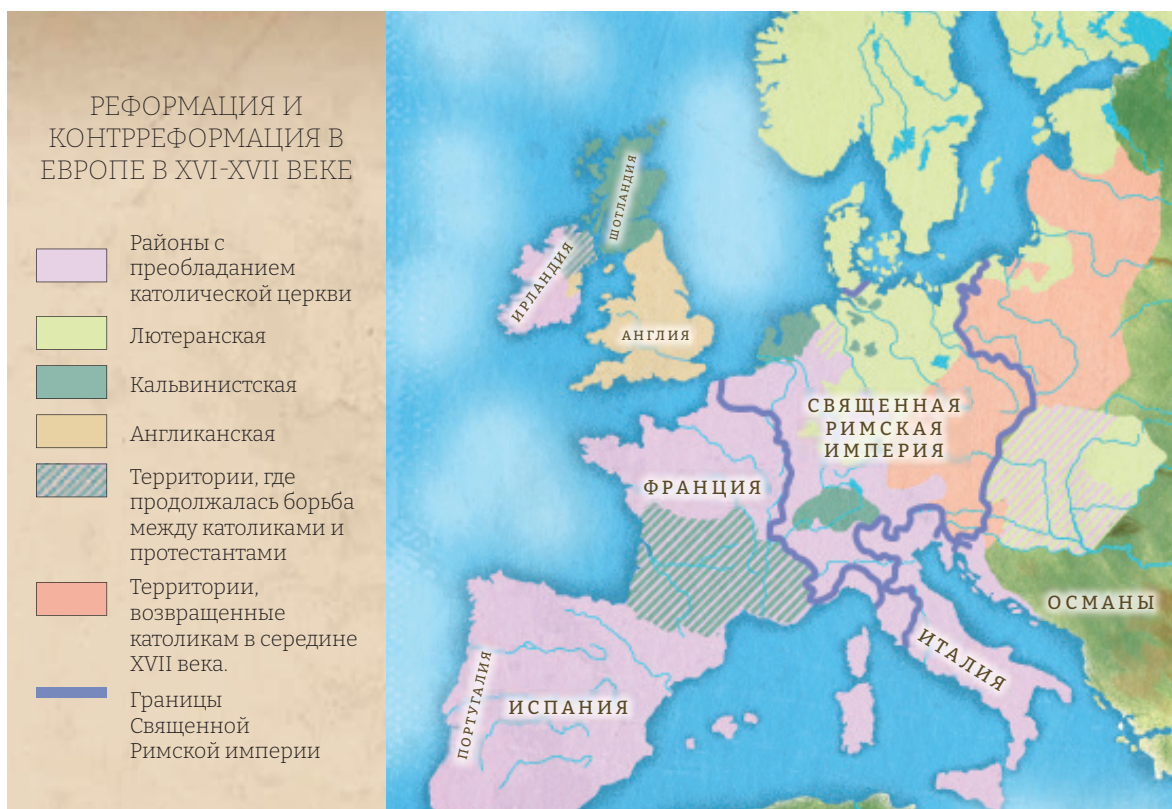 РЕФОРМАЦИЯ И
КОНТРРЕФОРМАЦИЯ В
ЕВРОПЕ В XVI-XVII ВЕКЕ
Районы с
преобладанием
католической церкви
Лютеранская
Кальвинистская
Англиканская
Территории, где
продолжалась борьба
между католиками и
протестантами
Территории,
возвращенные
католикам в середине
XVII века.
Границы
Священной
Римской империи
ШОТЛАНДИЯ
ИРЛАНДИЯ
АНГЛИЯ
СВЯЩЕННАЯ
РИМСКАЯ
ИМПЕРИЯ
ФРАНЦИЯ
ОСМАНЫ
ИТАЛИЯ
ПОРТУГАЛИЯ
ИСПАНИЯ